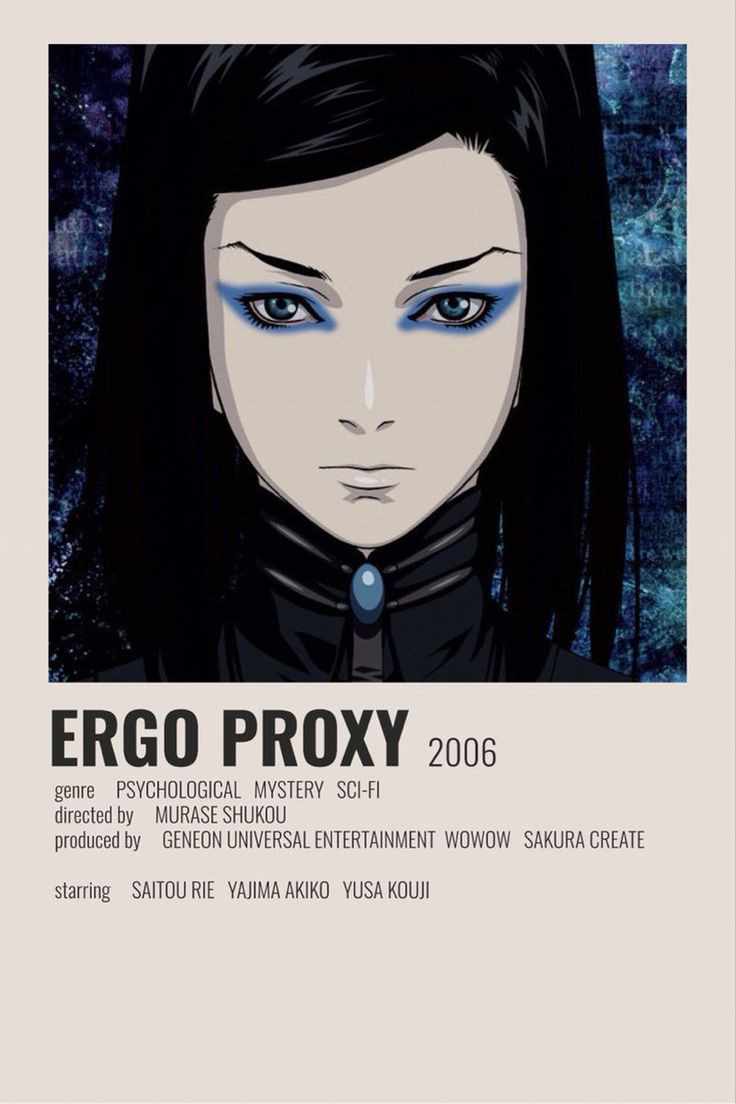 ERGO PROXY 2006
genre PSYCHOLOGICAL MYSTERY SCI-FI
directed by MURASE SHUKOU
produced by GENEON UNIVERSAL ENTERTAINMENT WOWOW SAKURA CREATE
starring SAITOU RIE YAJIMA AKIKO YUSA KOUJI